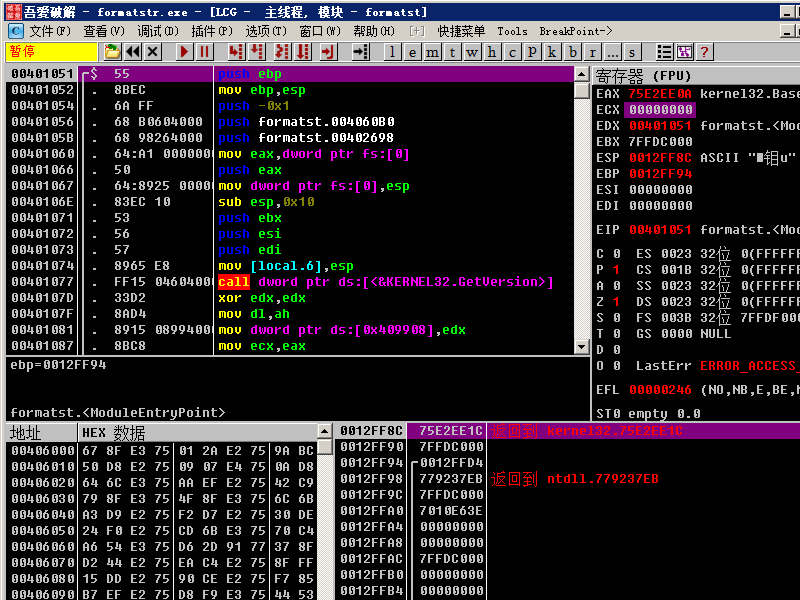 吾爱破解 - formatstr.exe - [LCG - 主线程, 模块 - formatst]
文件(F) 查看(V) 调试(D) 插件(P) 选项(T) 窗口(W) 帮助(H) [+] 快捷菜单 Tools BreakPoint->
暂停 l e m t w h c p k b r ... s ?
00401051 $ 55 push ebp
00401052 . 8BEC mov ebp,esp
00401054 . 6A FF push -0x1
00401056 . 68 B0604000 push formatst.004060B0
0040105B . 68 98264000 push formatst.00402698
00401060 . 64:A1 000000 mov eax,dword ptr fs:[0]
00401066 . 50 push eax
00401067 . 64:8925 0000 mov dword ptr fs:[0],esp
0040106E . 83EC 10 sub esp,0x10
00401071 . 53 push ebx
00401072 . 56 push esi
00401073 . 57 push edi
00401074 . 8965 E8 mov [local.6],esp
00401077 . FF15 0460400 call dword ptr ds:[<&KERNEL32.GetVersion>]
0040107D . 33D2 xor edx,edx
0040107F . 8AD4 mov dl,ah
00401081 . 8915 0899400 mov dword ptr ds:[0x409908],edx
00401087 . 8BC8 mov ecx,eax
ebp=0012FF94
formatst.<ModuleEntryPoint>
寄存器 (FPU)
EAX 75E2EE0A kernel32.Base
ECX 00000000
EDX 00401051 formatst.<Mo
EBX 7FFDC000
ESP 0012FF8C ASCII
EBP 0012FF94
ESI 00000000
EDI 00000000
EIP 00401051 formatst.<Mo
C 0 ES 0023 32位 0(FFFFFF
P 1 CS 001B 32位 0(FFFFFF
A 0 SS 0023 32位 0(FFFFFF
Z 1 DS 0023 32位 0(FFFFFF
S 0 FS 003B 32位 7FFDF00
T 0 GS 0000 NULL
D 0
O 0 LastErr ERROR_ACCESS_
EFL 00000246 (NO,NB,E,BE,N
ST0 empty 0.0
地址 HEX 数据
00406000 67 8F E3 75 01 2A E2 75 9A BC
00406010 50 D8 E2 75 09 07 E4 75 0A D8
00406020 64 6C E3 75 AA EF E2 75 42 C9
00406030 79 8F E3 75 4F 8F E3 75 6C 6B
00406040 A3 D9 E2 75 F2 D7 E2 75 30 DE
00406050 24 F0 E2 75 CD 6B E3 75 70 C4
00406060 A6 54 E3 75 D6 2D 91 77 37 8F
00406070 D2 44 E3 75 EA C4 E2 75 8F FF
00406080 15 DD E2 75 90 CE E2 75 F7 85
00406090 B7 EF E2 75 D8 F9 E3 75 44 53
0012FF8C 75E2EE1C 返回到 kernel32.75E2EE1C
0012FF90 7FFDC000
0012FF94 0012FFD4
0012FF98 779237EB 返回到 ntdll.779237EB
0012FF9C 7FFDC000
0012FFA0 7010E63E
0012FFA4 00000000
0012FFA8 00000000
0012FFAC 7FFDC000
0012FFB0 00000000
0012FFB4 00000000